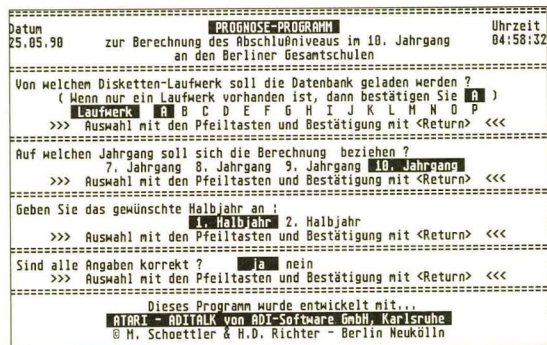 Datum PROGNOSE-PROGRAMM Uhrzeit
25.05.90 zur Berechnung des Abschlußniveaus im 10. Jahrgang 04:58:32
an den Berliner Gesamtschulen
Von welchem Disketten-Laufwerk soll die Datenbank geladen werden ?
( Wenn nur ein Laufwerk vorhanden ist, dann bestätigen Sie A )
Laufwerk A B C D E F G H I J K L M N O P
>>> Auswahl mit den Pfeiltasten und Bestätigung mit <Return> <<<
Auf welchen Jahrgang soll sich die Berechnung beziehen ?
7. Jahrgang 8. Jahrgang 9. Jahrgang 10. Jahrgang
>>> Auswahl mit den Pfeiltasten und Bestätigung mit <Return> <<<
Geben Sie das gewünschte Halbjahr an :
1. Halbjahr 2. Halbjahr
>>> Auswahl mit den Pfeiltasten und Bestätigung mit <Return> <<<
Sind alle Angaben korrekt ? ja nein
>>> Auswahl mit den Pfeiltasten und Bestätigung mit <Return> <<<
Dieses Programm wurde entwickelt mit...
ATARI - ADITALK von ADI-Software GmbH, Karlsruhe
© M. Schoettler & H.D. Richter - Berlin Neukölln